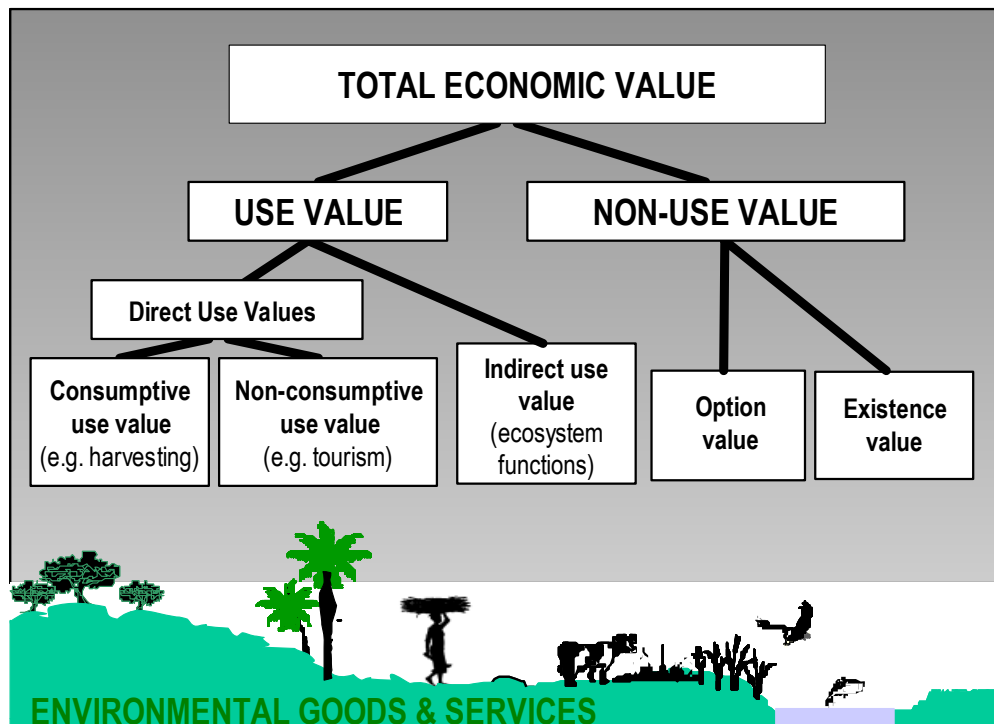 TOTAL ECONOMIC VALUE
USE VALUE
NON-USE VALUE
Direct Use Values
Consumptive
use value
(e.g. harvesting)
Non-consumptive
use value
(e.g. tourism)
Indirect use
value
(ecosystem
functions)
Option
value
Existence
value
ENVIRONMENTAL GOODS & SERVICES